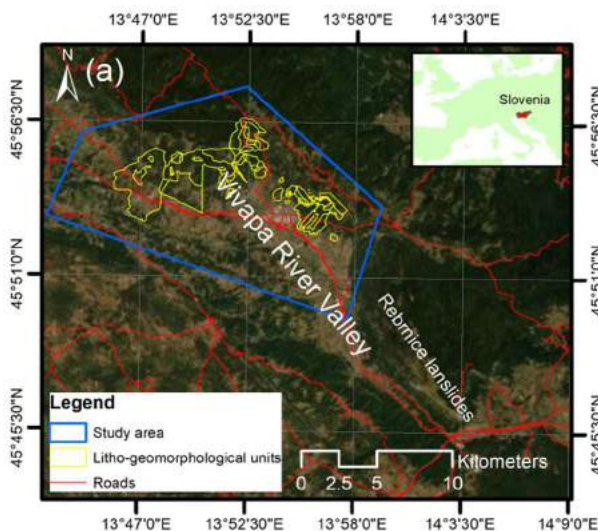 13°47'0"E 13°52'30"E 13°58'0"E 14°3'30"E
N
(a)
Slovenia
45°56'30"N 45°56'30"N
Vivapa River Valley
45°51'0"N 45°51'0"N
Rebrnice lanslides
Legend
Study area
Litho-geomorphological units
Roads
Kilometers
0 2.5 5 10
45°45'30"N 45°45'30"N
13°47'0"E 13°52'30"E 13°58'0"E 14°3'30"E 14°9'0"E